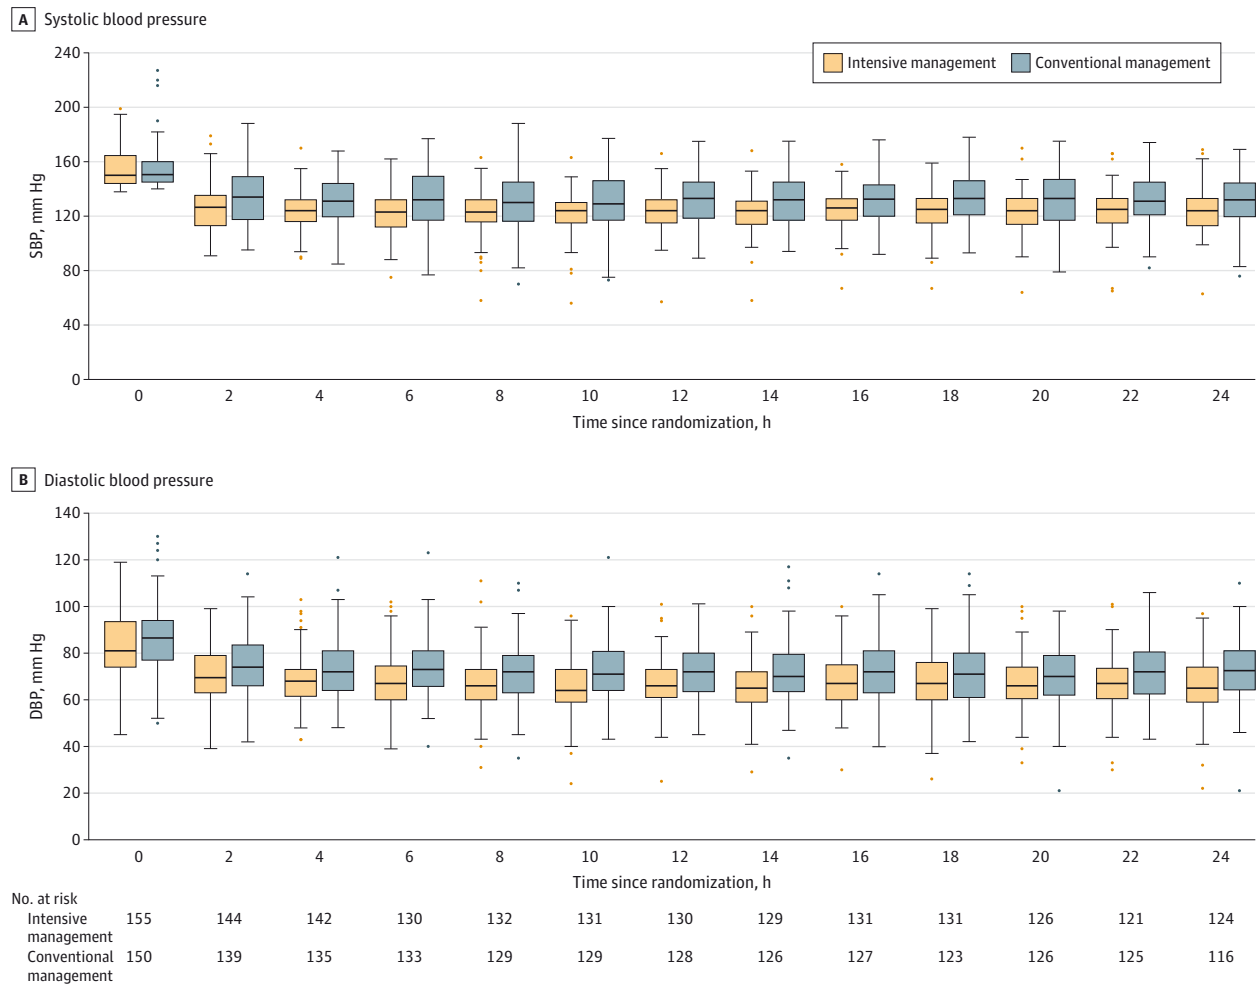 A Systolic blood pressure
Intensive management Conventional management
240
200
160
120
80
40
0
SBP, mm Hg
0 2 4 6 8 10 12 14 16 18 20 22 24
Time since randomization, h
B Diastolic blood pressure
140
120
100
80
60
40
20
0
DBP, mm Hg
0 2 4 6 8 10 12 14 16 18 20 22 24
Time since randomization, h
No. at risk
Intensive management 155 144 142 130 132 131 130 129 131 131 126 121 124
Conventional management 150 139 135 133 129 129 128 126 127 123 126 125 116